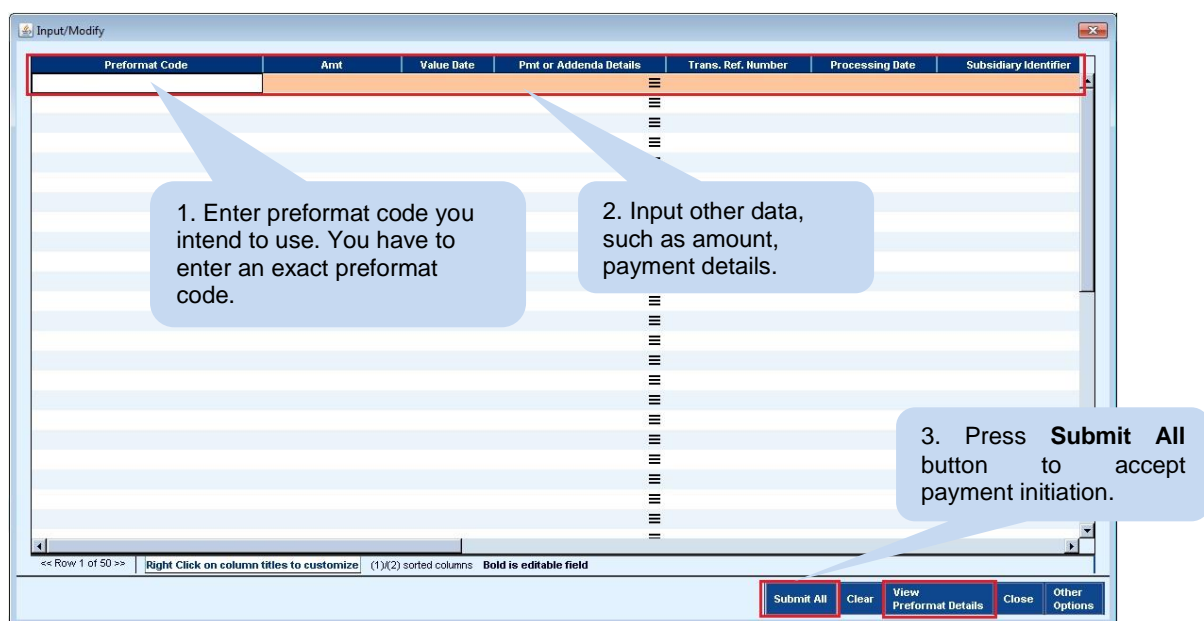 Input/Modify
Preformat Code Amt Value Date Pmt or Addenda Details Trans. Ref. Number Processing Date Subsidiary Identifier
1. Enter preformat code you
intend to use. You have to
enter an exact preformat
code.
2. Input other data,
such as amount,
payment details.
3. Press Submit All
button to accept
payment initiation.
<< Row 1 of 50 >> Right Click on column titles to customize (1)/(2) sorted columns Bold is editable field
Submit All Clear View Preformat Details Close Other Options